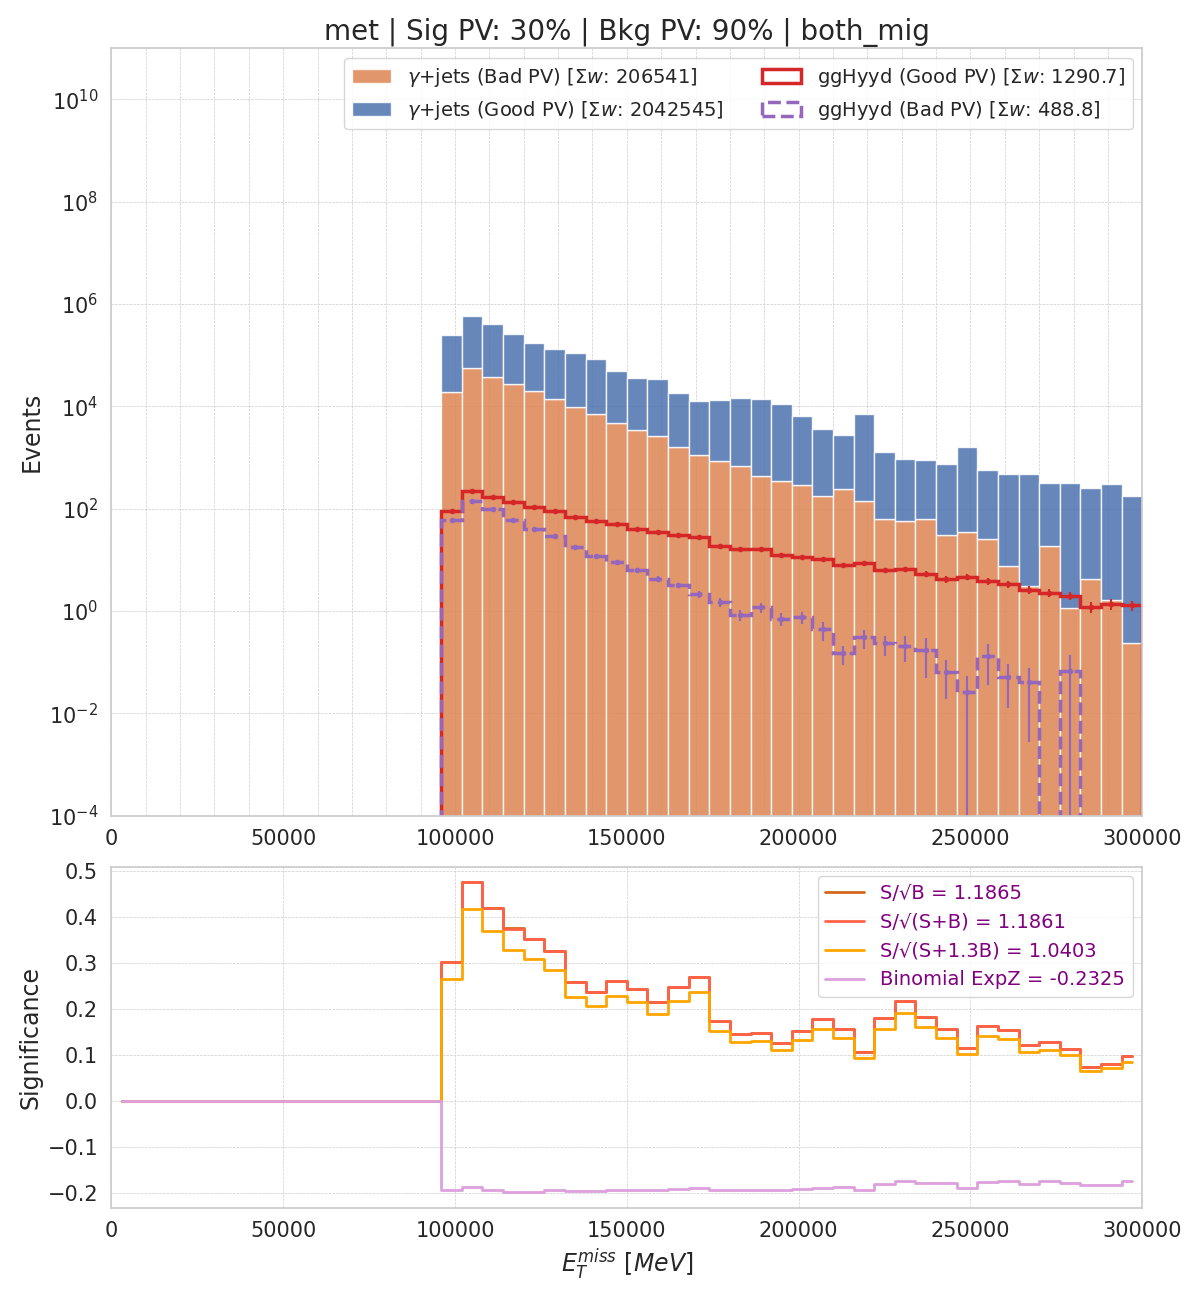 met | Sig PV: 30% | Bkg PV: 90% | both_mig
γ+jets (Bad PV) [Σw: 206541]
γ+jets (Good PV) [Σw: 2042545]
ggHyyd (Good PV) [Σw: 1290.7]
ggHyyd (Bad PV) [Σw: 488.8]
Events
10^10
10^8
10^6
10^4
10^2
10^0
10^−2
10^−4
0 50000 100000 150000 200000 250000 300000
S/√B = 1.1865
S/√(S+B) = 1.1861
S/√(S+1.3B) = 1.0403
Binomial ExpZ = -0.2325
Significance
0.5
0.4
0.3
0.2
0.1
0.0
−0.1
−0.2
0 50000 100000 150000 200000 250000 300000
E_T^miss [MeV]